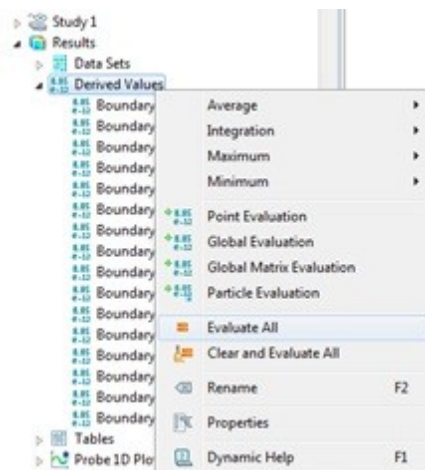 Study 1
Results
Data Sets
Derived Values
Boundary
Average
Boundary
Integration
Boundary
Maximum
Boundary
Minimum
Boundary
Boundary
Point Evaluation
Boundary
Global Evaluation
Boundary
Global Matrix Evaluation
Boundary
Particle Evaluation
Boundary
Boundary
Evaluate All
Boundary
Clear and Evaluate All
Boundary
Boundary
Rename F2
Boundary
Boundary
Properties
Tables
Probe 1D Plo
Dynamic Help F1